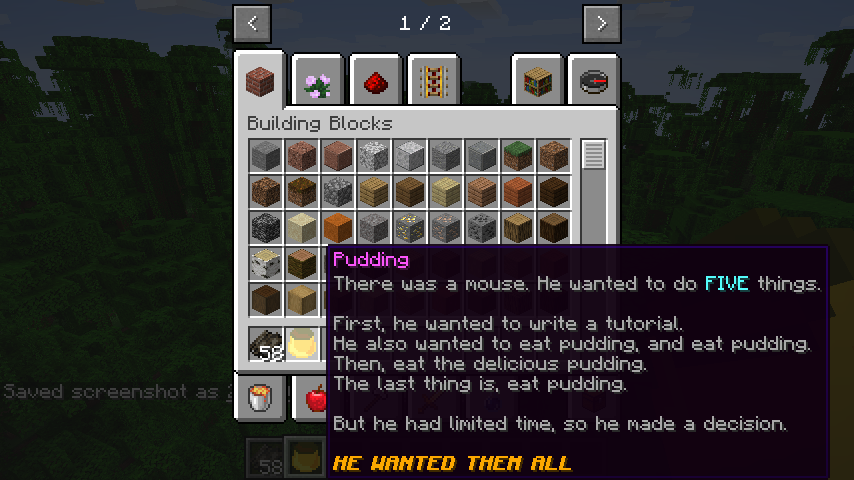 1 / 2
Building Blocks
Pudding
There was a mouse. He wanted to do FIVE things.
First, he wanted to write a tutorial.
He also wanted to eat pudding, and eat pudding.
Then, eat the delicious pudding.
The last thing is, eat pudding.
But he had limited time, so he made a decision.
HE WANTED THEM ALL
58
Saved screenshot as
58